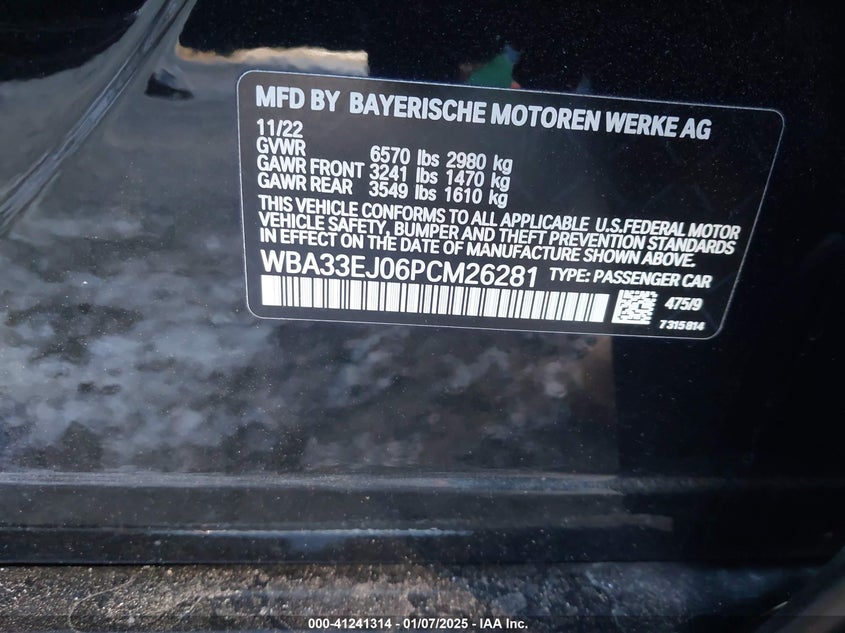 MFD BY BAYERISCHE MOTOREN WERKE AG
11/22
GVWR 6570 lbs 2980 kg
GAWR FRONT 3241 lbs 1470 kg
GAWR REAR 3549 lbs 1610 kg
THIS VEHICLE CONFORMS TO ALL APPLICABLE U.S.FEDERAL MOTOR
VEHICLE SAFETY, BUMPER AND THEFT PREVENTION STANDARDS
IN EFFECT ON THE DATE OF MANUFACTURE SHOWN ABOVE.
WBA33EJ06PCM26281 TYPE: PASSENGER CAR
475/9
7315814
000-41241314 - 01/07/2025 - IAA Inc.